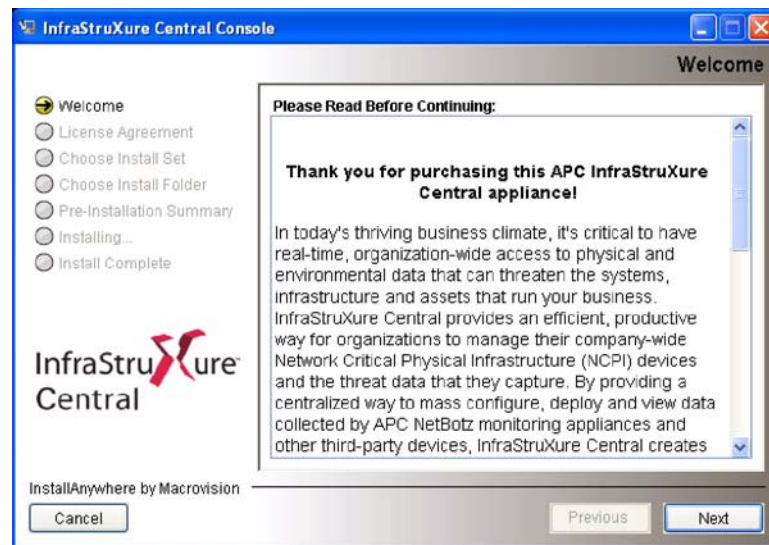 InfraStruXure Central Console
Welcome
Welcome
License Agreement
Choose Install Set
Choose Install Folder
Pre-Installation Summary
Installing...
Install Complete
InfraStruXure
Central
Please Read Before Continuing:
Thank you for purchasing this APC InfraStruXure
Central appliance!
In today's thriving business climate, it's critical to have
real-time, organization-wide access to physical and
environmental data that can threaten the systems,
infrastructure and assets that run your business.
InfraStruXure Central provides an efficient, productive
way for organizations to manage their company-wide
Network Critical Physical Infrastructure (NCPI) devices
and the threat data that they capture. By providing a
centralized way to mass configure, deploy and view data
collected by APC NetBotz monitoring appliances and
other third-party devices, InfraStruXure Central creates
InstallAnywhere by Macrovision
Cancel
Previous
Next